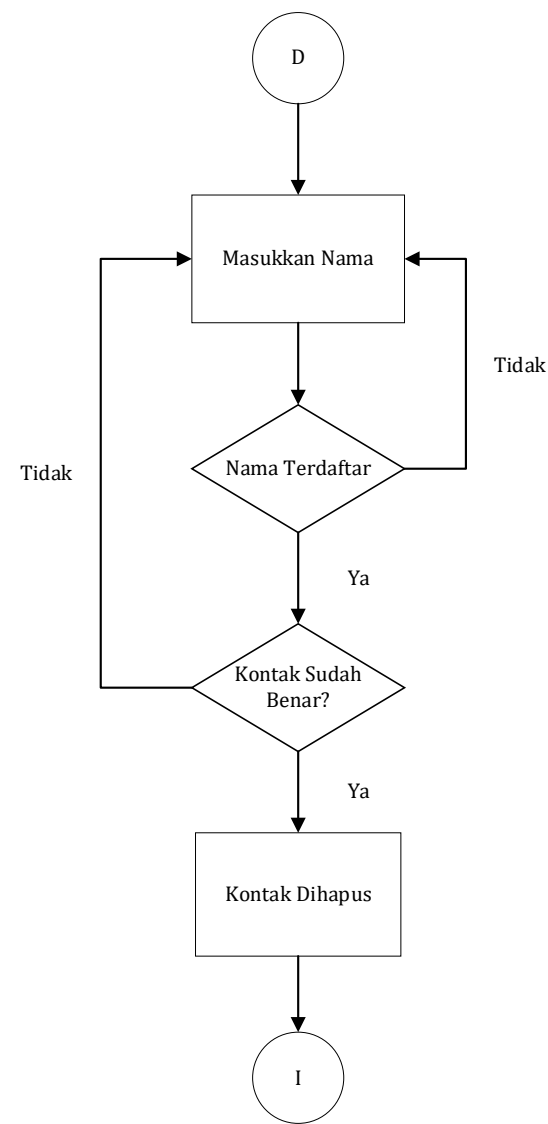 D
Masukkan Nama
Tidak
Nama Terdaftar
Tidak
Ya
Kontak Sudah
Benar?
Ya
Kontak Dihapus
I